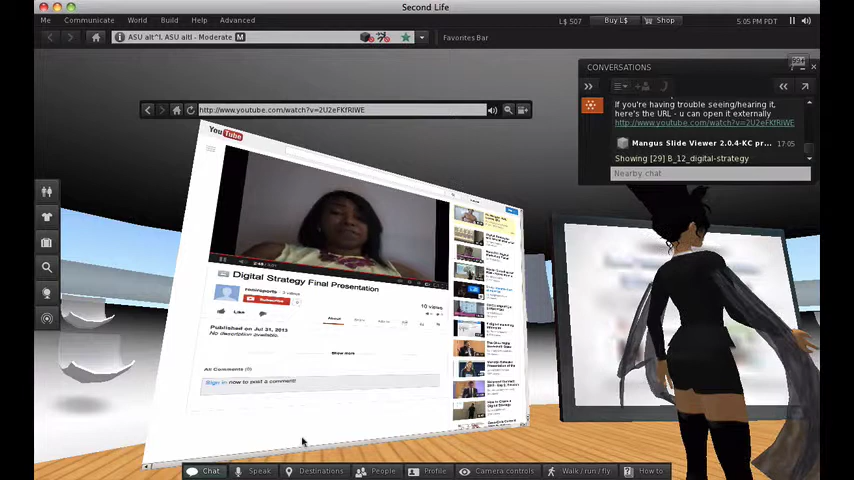 Second Life
Me Communicate World Build Help Advanced
L$ 507 Buy L$ Shop 5:05 PM PDT
ASU alt^I, ASU altI - Moderate M
Favorites Bar
CONVERSATIONS
If you're having trouble seeing/hearing it,
here's the URL - u can open it externally
http://www.youtube.com/watch?v=2U2eFKfRIWE
Mangus Slide Viewer 2.0.4-KC pr... 17:05
Showing [29] B_12_digital-strategy
Nearby chat
http://www.youtube.com/watch?v=2U2eFKfRIWE
YouTube
Digital Strategy Final Presentation
Subscribe
10 views
Like
About
Published on Jul 31, 2013
No description available.
Show more
All Comments (0)
Sign in now to post a comment!
Chat Speak Destinations People Profile Camera controls Walk / run / fly How to